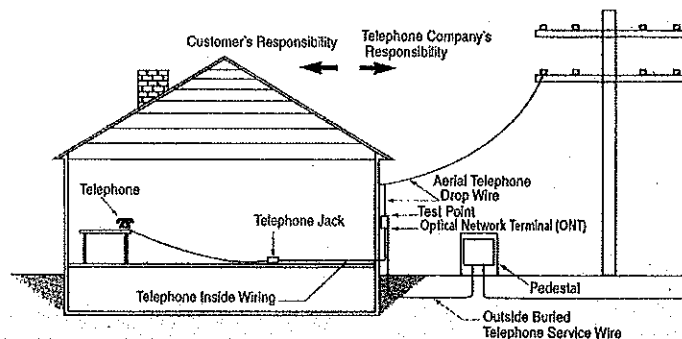 Customer's Responsibility
Telephone Company's
Responsibility
Telephone
Telephone Jack
Aerial Telephone
Drop Wire
Test Point
Optical Network Terminal (ONT)
Telephone Inside Wiring
Pedestal
Outside Buried
Telephone Service Wire